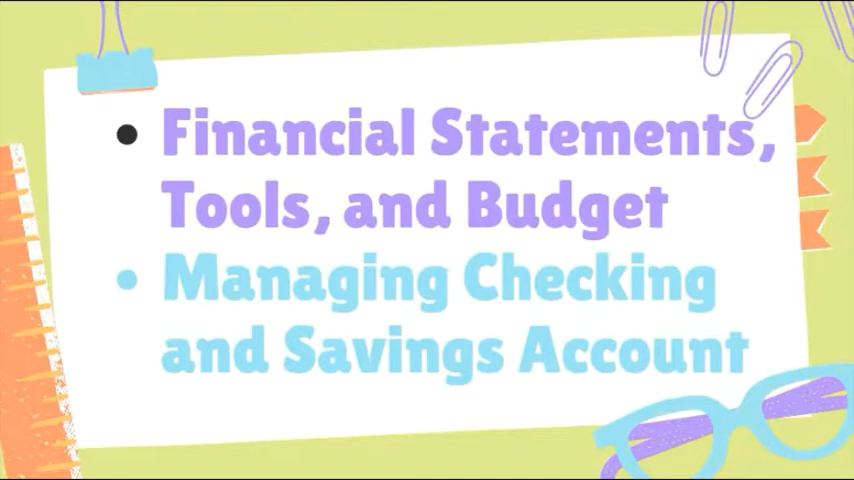 • Financial Statements,
Tools, and Budget
• Managing Checking
and Savings Account